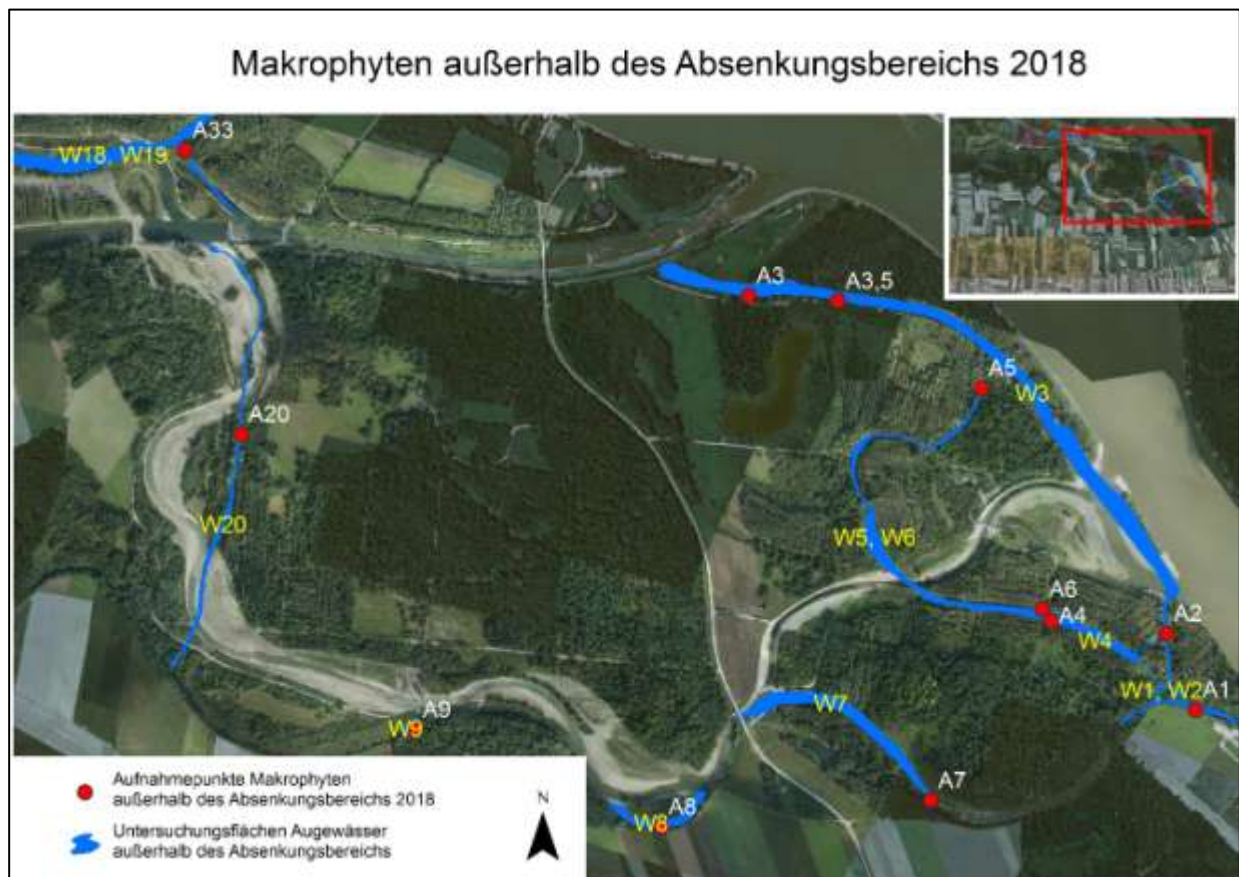 Makrophyten außerhalb des Absenkungsbereichs 2018
A33
W18, W19
A3
A3,5
A5
W3
A20
W20
W5, W6
A6
A4
W4
A2
W1, W2
A1
A9
W9
W7
A7
A8
W8
Aufnahmepunkte Makrophyten
außerhalb des Absenkungsbereichs 2018
Untersuchungsflächen Augewässer
außerhalb des Absenkungsbereichs
N